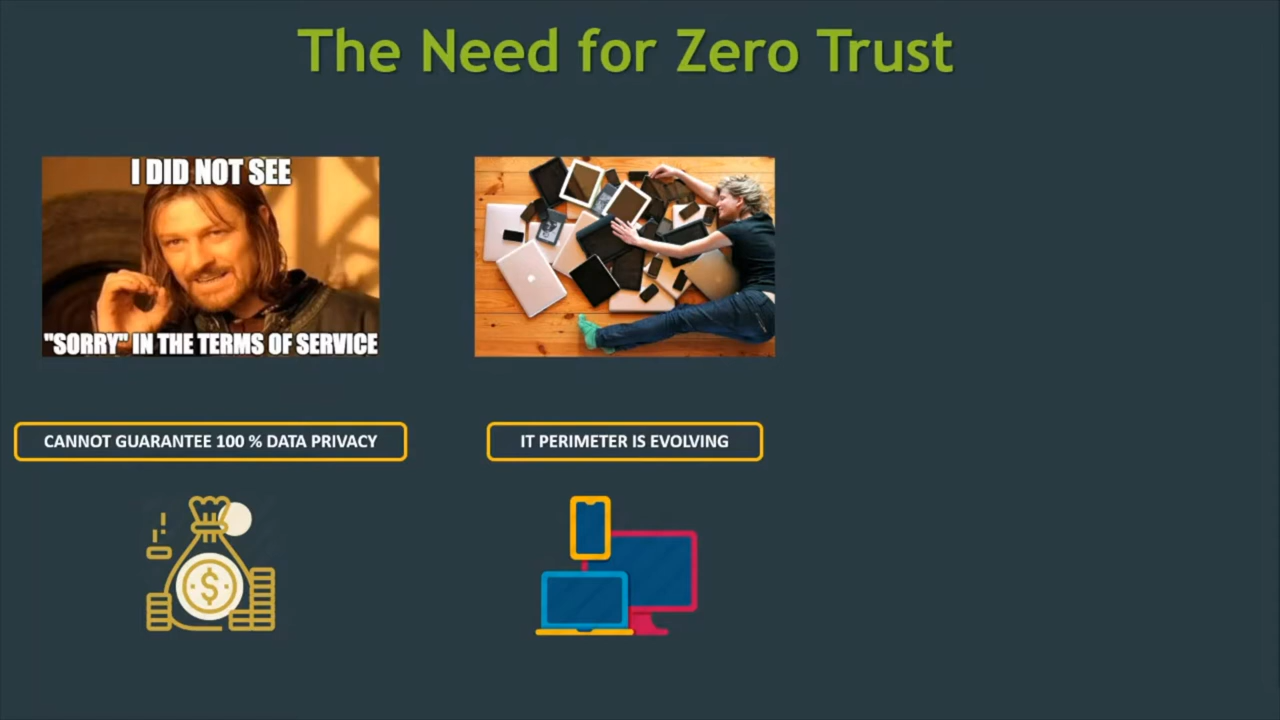 The Need for Zero Trust
I DID NOT SEE
"SORRY" IN THE TERMS OF SERVICE
CANNOT GUARANTEE 100 % DATA PRIVACY
IT PERIMETER IS EVOLVING
$